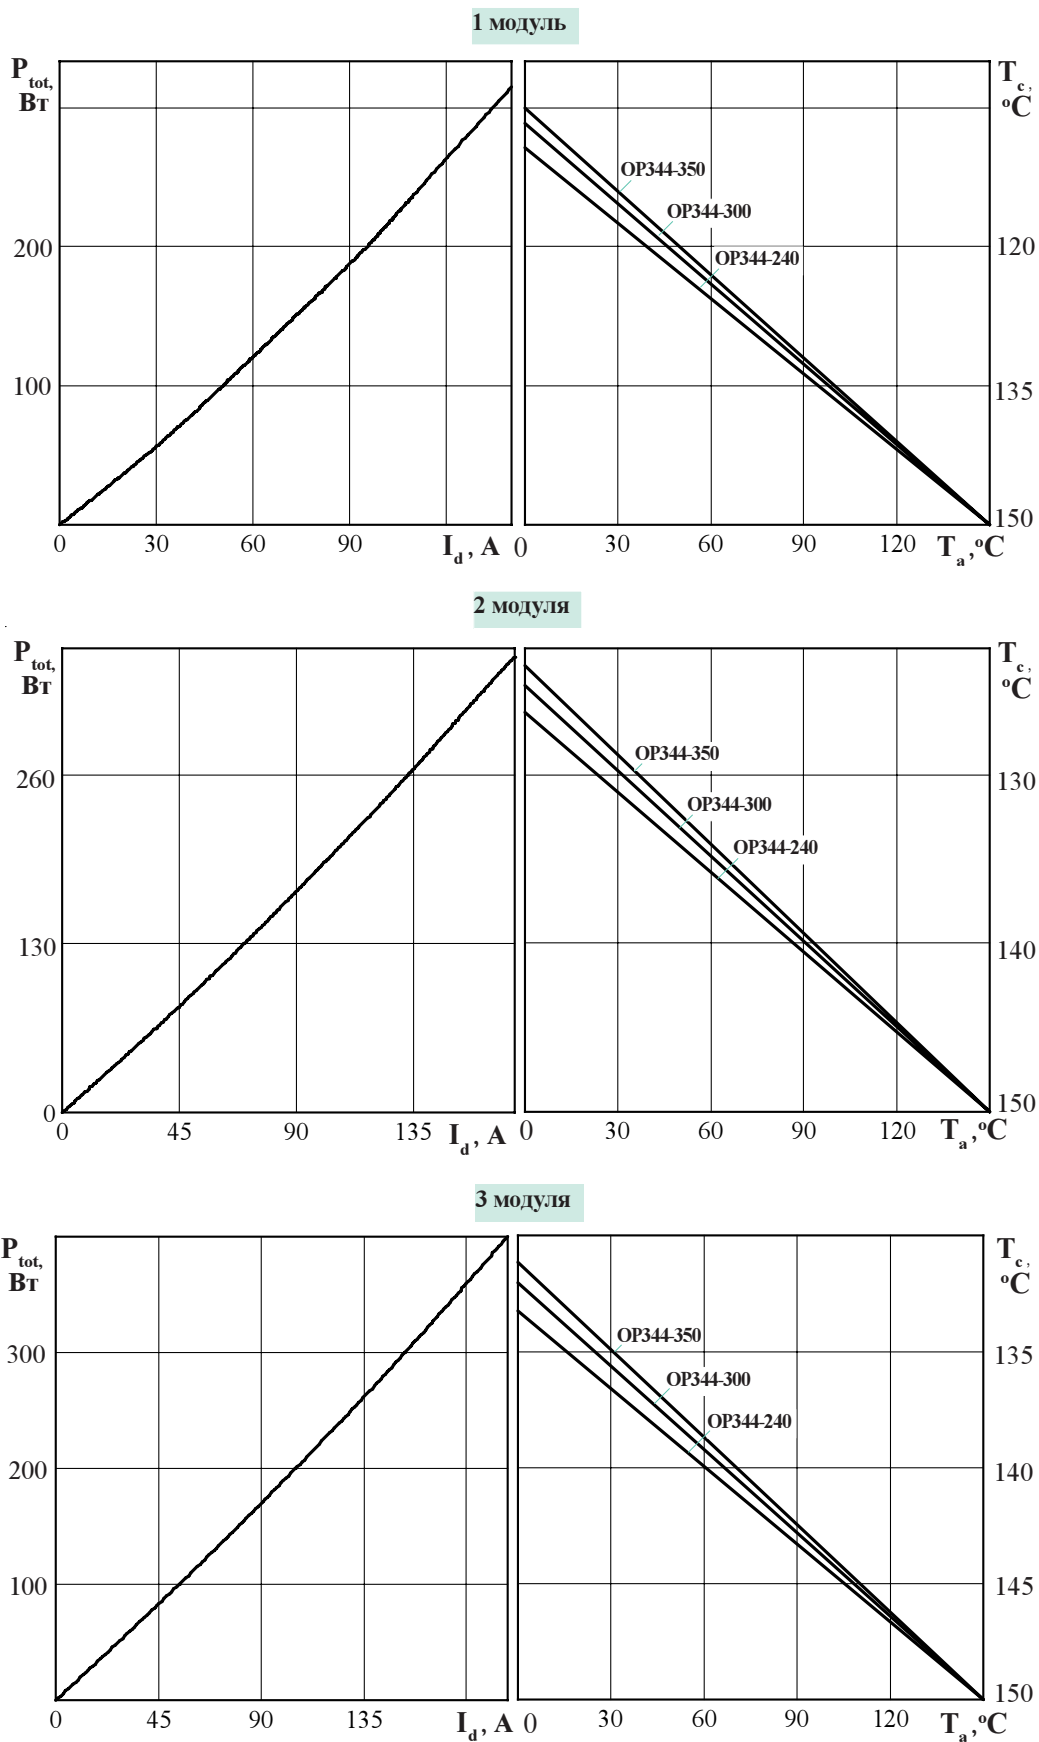 1 модуль
P tot, Вт
200
100
0 30 60 90 I d , А
T c , °C
120
135
150
OP344-350
OP344-300
OP344-240
0 30 60 90 120 T a , °C
2 модуля
P tot, Вт
260
130
0
0 45 90 135 I d , А
T c , °C
130
140
150
OP344-350
OP344-300
OP344-240
0 30 60 90 120 T a , °C
3 модуля
P tot, Вт
300
200
100
0 45 90 135 I d , А
T c , °C
135
140
145
150
OP344-350
OP344-300
OP344-240
0 30 60 90 120 T a , °C